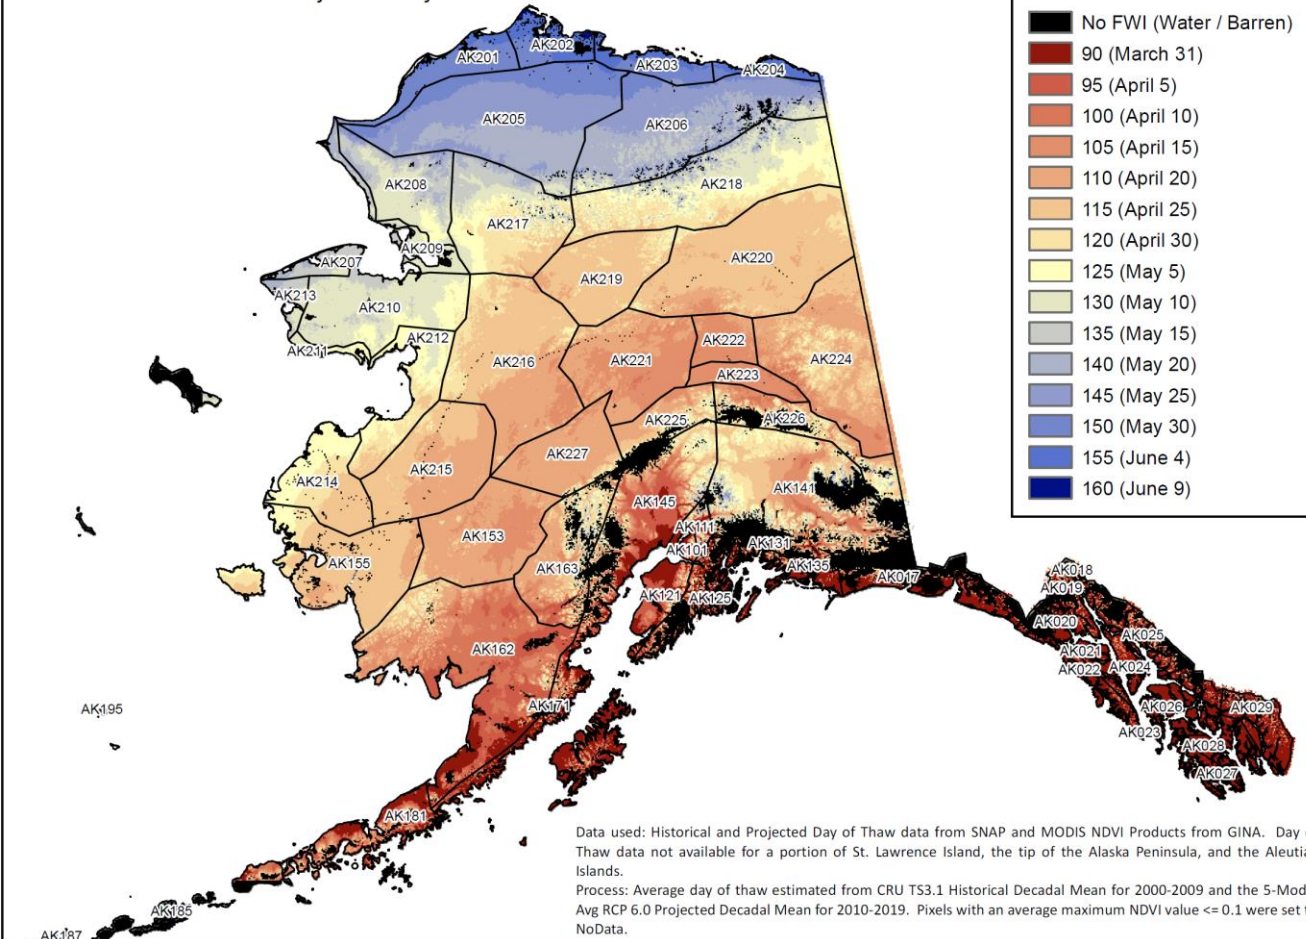 No FWI (Water / Barren)
90 (March 31)
95 (April 5)
100 (April 10)
105 (April 15)
110 (April 20)
115 (April 25)
120 (April 30)
125 (May 5)
130 (May 10)
135 (May 15)
140 (May 20)
145 (May 25)
150 (May 30)
155 (June 4)
160 (June 9)
AK201
AK202
AK203
AK204
AK205
AK206
AK208
AK218
AK217
AK209
AK207
AK220
AK219
AK213
AK210
AK212
AK211
AK216
AK221
AK222
AK224
AK223
AK225
AK226
AK227
AK215
AK214
AK141
AK145
AK111
AK153
AK131
AK101
AK155
AK163
AK135
AK017
AK121
AK125
AK018
AK019
AK020
AK025
AK021
AK022
AK024
AK162
AK171
AK195
AK026
AK029
AK023
AK028
AK027
AK181
AK185
AK187
Data used: Historical and Projected Day of Thaw data from SNAP and MODIS NDVI Products from GINA. Day
Thaw data not available for a portion of St. Lawrence Island, the tip of the Alaska Peninsula, and the Aleutia
Islands.
Process: Average day of thaw estimated from CRU TS3.1 Historical Decadal Mean for 2000-2009 and the 5-Mod
Avg RCP 6.0 Projected Decadal Mean for 2010-2019. Pixels with an average maximum NDVI value <= 0.1 were set
NoData.